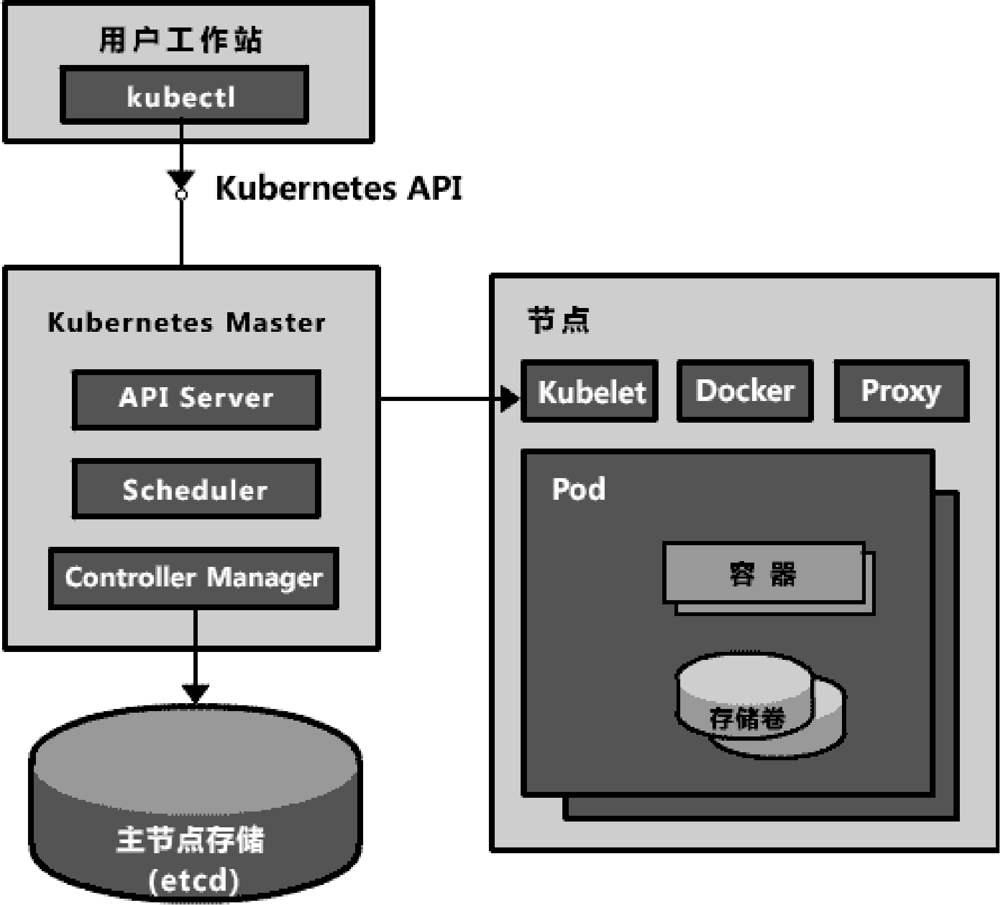 用户工作站
kubectl
Kubernetes API
Kubernetes Master
API Server
Scheduler
Controller Manager
主节点存储
(etcd)
节点
Kubelet
Docker
Proxy
Pod
容器
存储卷